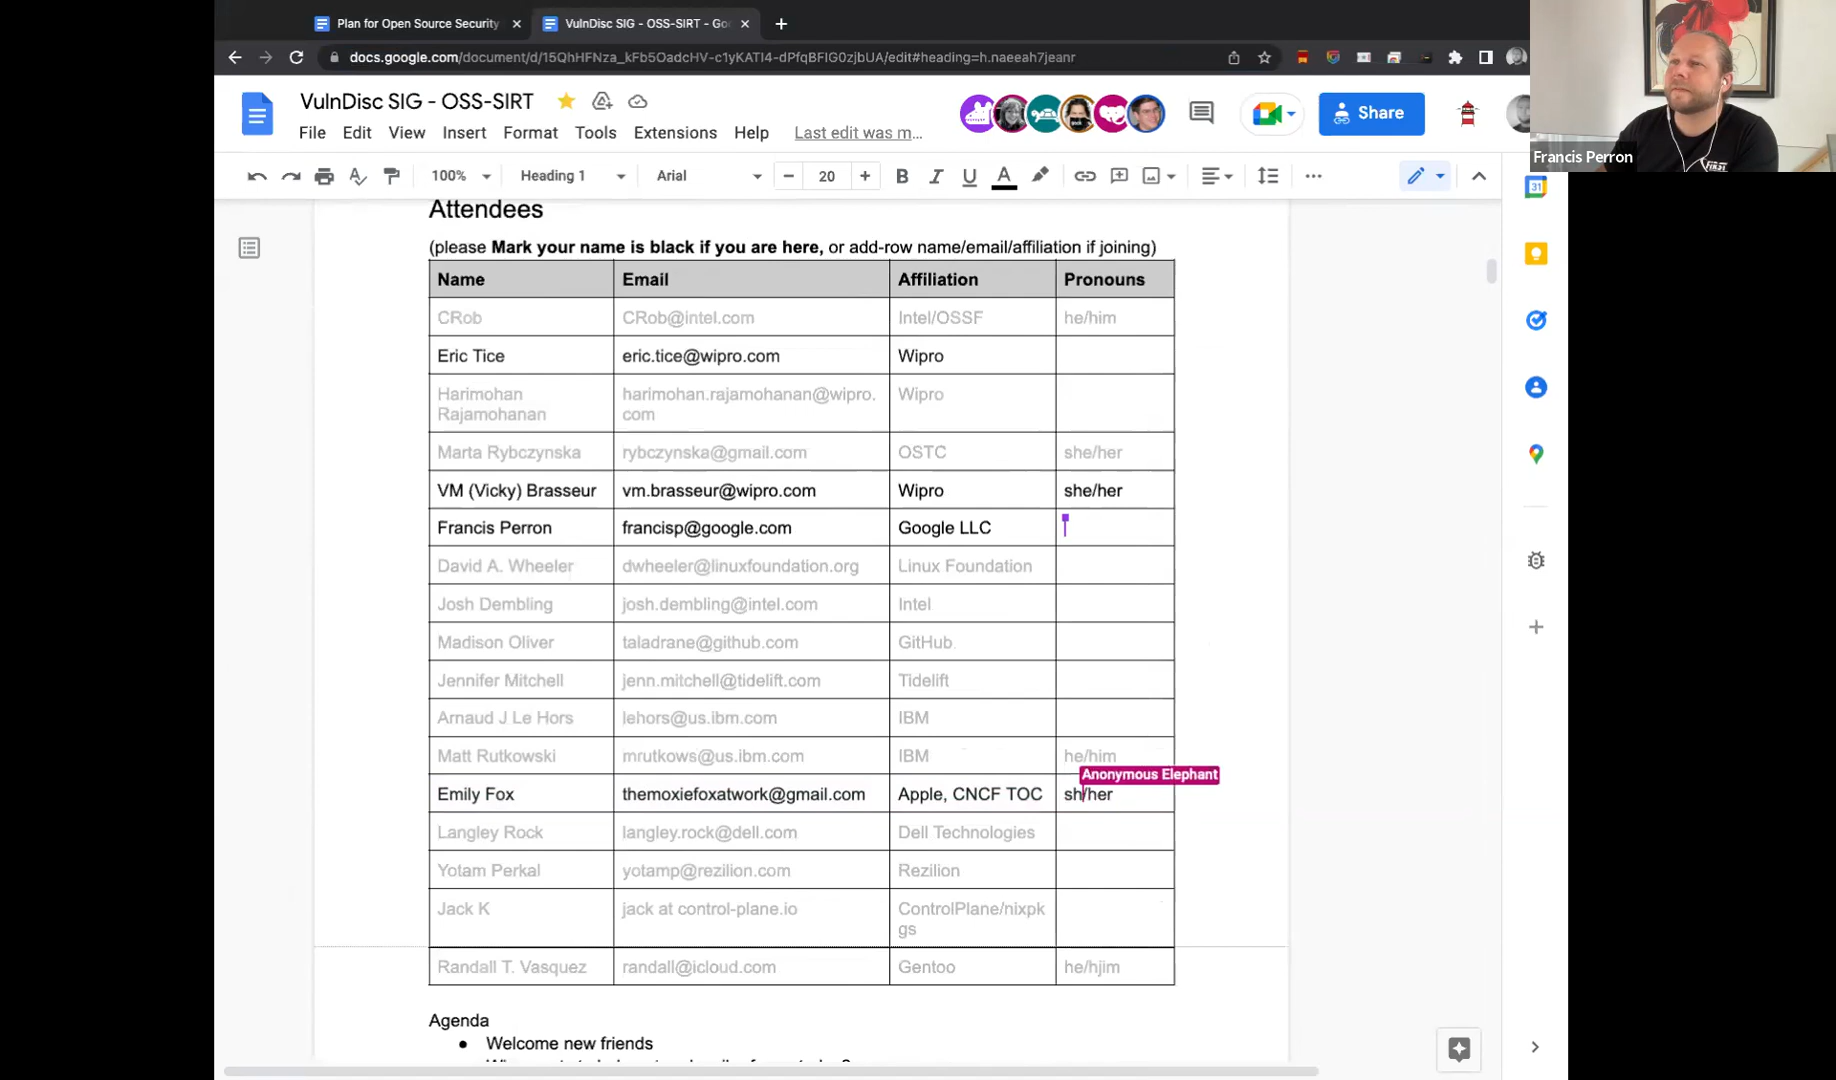 Plan for Open Source Security
VulnDisc SIG - OSS-SIRT - Goo
docs.google.com/document/d/15QhHFNza_kFb5OadcHV-c1yKATI4-dPfqBFIG0zjbUA/edit#heading=h.naeeah7jeanr
VulnDisc SIG - OSS-SIRT
File Edit View Insert Format Tools Extensions Help Last edit was m...
Share
Francis Perron
FIRST
100% Heading 1 Arial 20 B I U A
31
Attendees
(please Mark your name is black if you are here, or add-row name/email/affiliation if joining)
Name Email Affiliation Pronouns
CRob CRob@intel.com Intel/OSSF he/him
Eric Tice eric.tice@wipro.com Wipro
Harimohan Rajamohanan harimohan.rajamohanan@wipro.com Wipro
Marta Rybczynska rybczynska@gmail.com OSTC she/her
VM (Vicky) Brasseur vm.brasseur@wipro.com Wipro she/her
Francis Perron francisp@google.com Google LLC
David A. Wheeler dwheeler@linuxfoundation.org Linux Foundation
Josh Dembling josh.dembling@intel.com Intel
Madison Oliver taladrane@github.com GitHub
Jennifer Mitchell jenn.mitchell@tidelift.com Tidelift
Arnaud J Le Hors lehors@us.ibm.com IBM
Matt Rutkowski mrutkows@us.ibm.com IBM he/him
Anonymous Elephant
Emily Fox themoxiefoxatwork@gmail.com Apple, CNCF TOC sh/her
Langley Rock langley.rock@dell.com Dell Technologies
Yotam Perkal yotamp@rezilion.com Rezilion
Jack K jack at control-plane.io ControlPlane/nixpkgs
Randall T. Vasquez randall@icloud.com Gentoo he/hjim
Agenda
● Welcome new friends